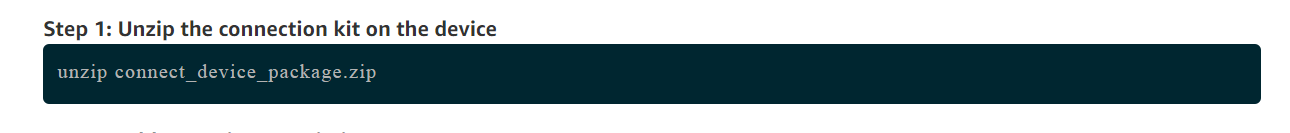 Step 1: Unzip the connection kit on the device
unzip connect_device_package.zip